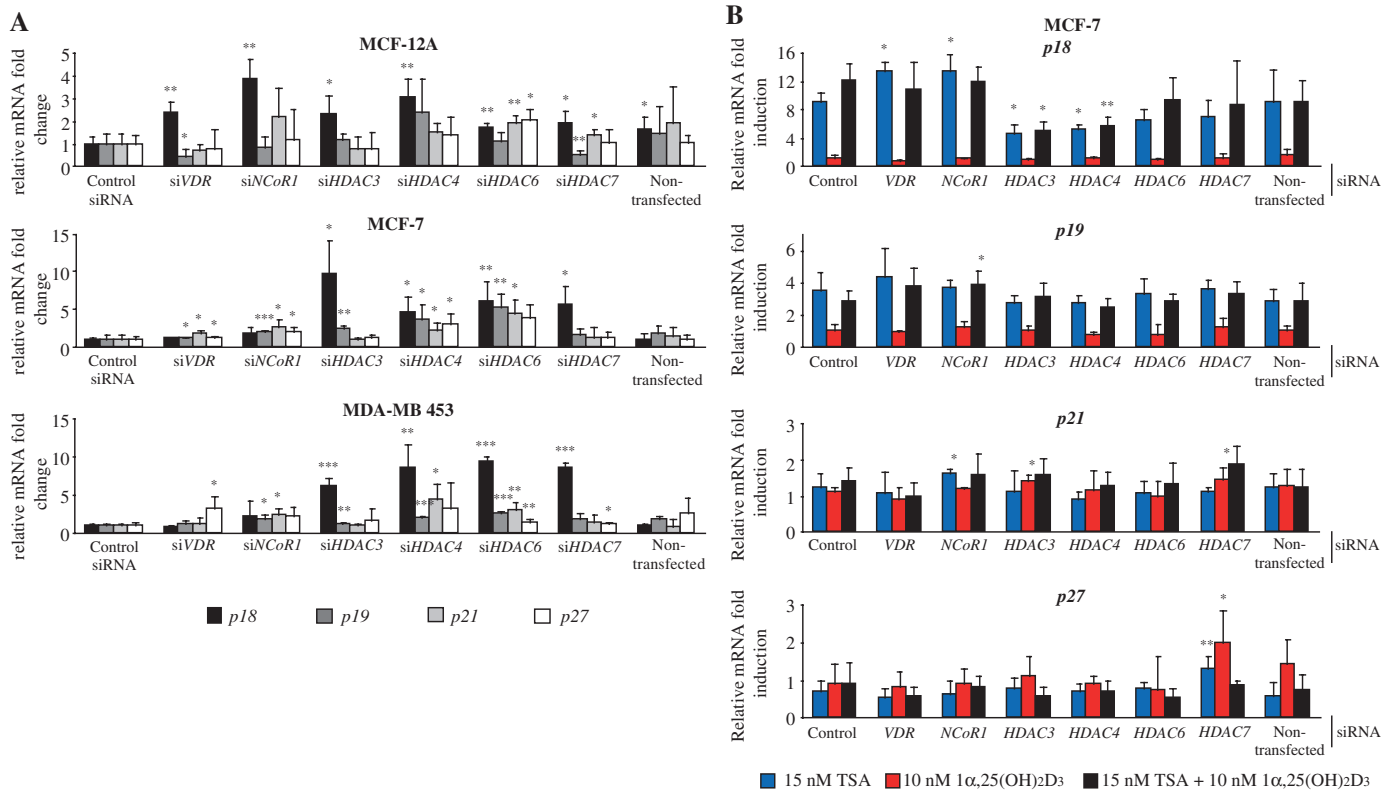 A
MCF-12A
relative mRNA fold change
5
4
3
2
1
0
** * ** * ** ** ** * * ** * *
Control siRNA siVDR siNCoR1 siHDAC3 siHDAC4 siHDAC6 siHDAC7 Non-transfected
MCF-7
relative mRNA fold change
15
10
5
0
* * * *** * * * ** * * * * ** ** * *
Control siRNA siVDR siNCoR1 siHDAC3 siHDAC4 siHDAC6 siHDAC7 Non-transfected
MDA-MB 453
relative mRNA fold change
15
10
5
0
* * * *** ** ** *** * *** *** ** ** *** *
Control siRNA siVDR siNCoR1 siHDAC3 siHDAC4 siHDAC6 siHDAC7 Non-transfected
p18 p19 p21 p27
B
MCF-7
p18
Relative mRNA fold induction
16
12
8
4
0
* * * * * **
Control VDR NCoR1 HDAC3 HDAC4 HDAC6 HDAC7 Non-transfected siRNA
p19
Relative mRNA fold induction
6
4
2
0
*
Control VDR NCoR1 HDAC3 HDAC4 HDAC6 HDAC7 Non-transfected siRNA
p21
Relative mRNA fold induction
3
2
1
0
* * *
Control VDR NCoR1 HDAC3 HDAC4 HDAC6 HDAC7 Non-transfected siRNA
p27
Relative mRNA fold induction
3
2
1
0
** *
Control VDR NCoR1 HDAC3 HDAC4 HDAC6 HDAC7 Non-transfected siRNA
15 nM TSA 10 nM 1α,25(OH)2D3 15 nM TSA + 10 nM 1α,25(OH)2D3